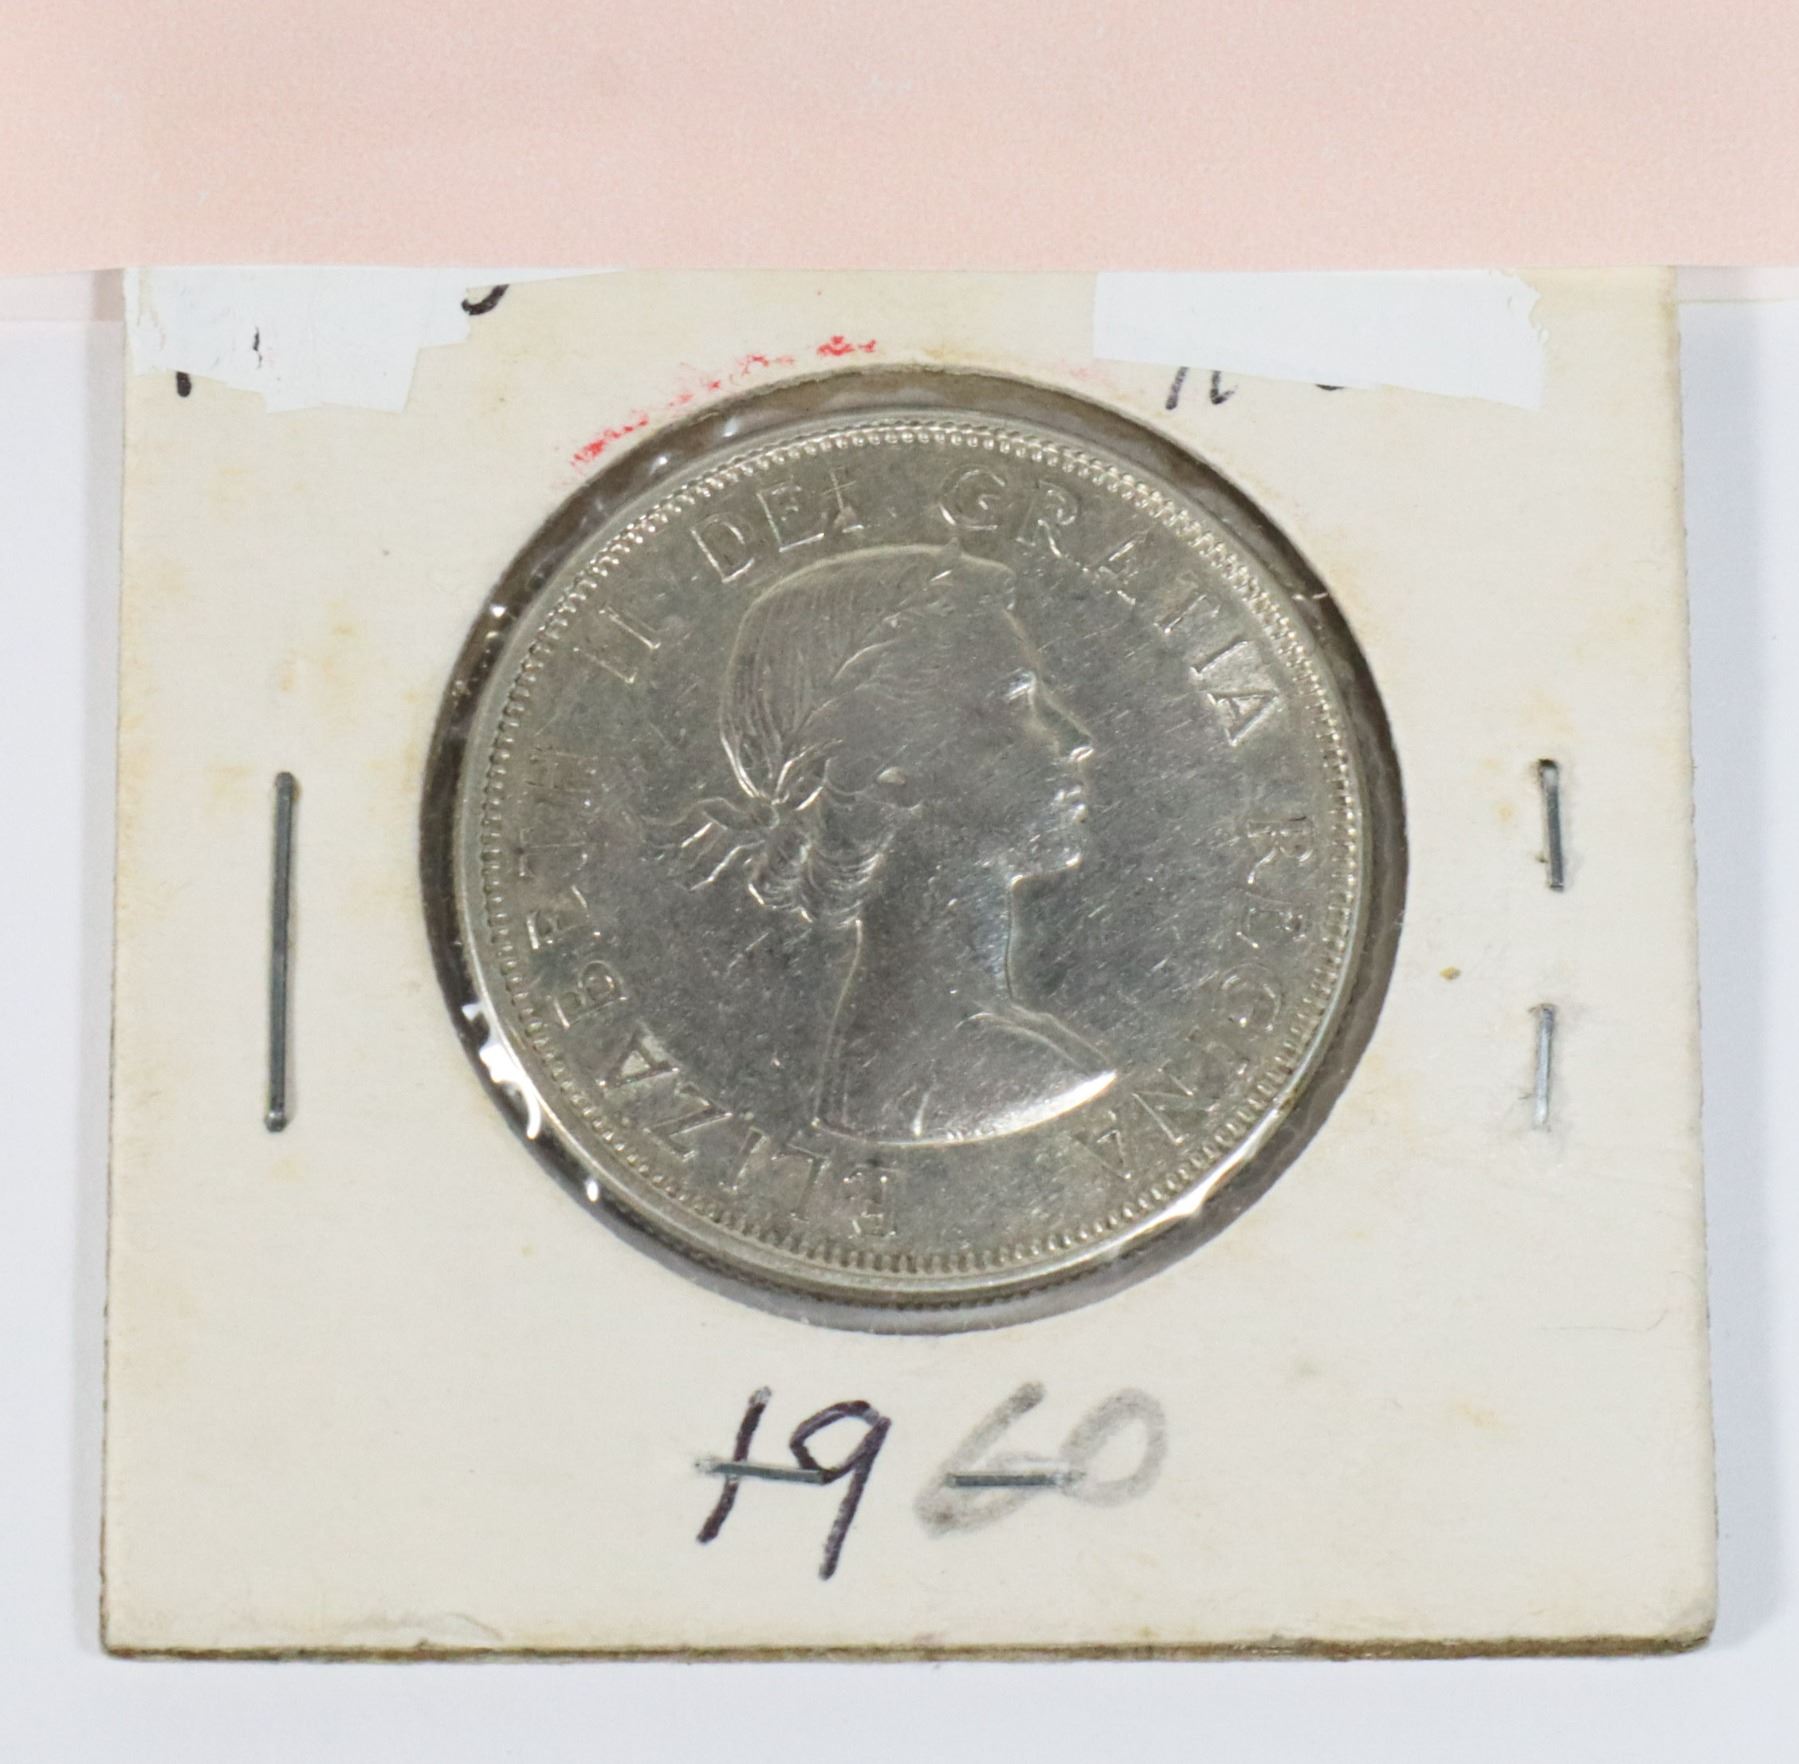 ELIZABETH II DEI GRATIA REGINA
1960